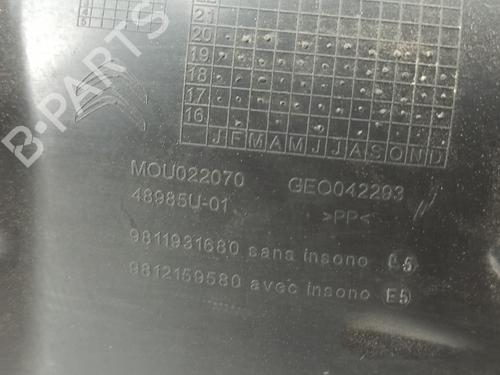 21
20
19
18
17
16
J F M A M J J A S O N D
MOU022070 GEO042293
48985U-01 >PP<
9811931680 sans insono
9812159580 avec insono E5
B-PARTS